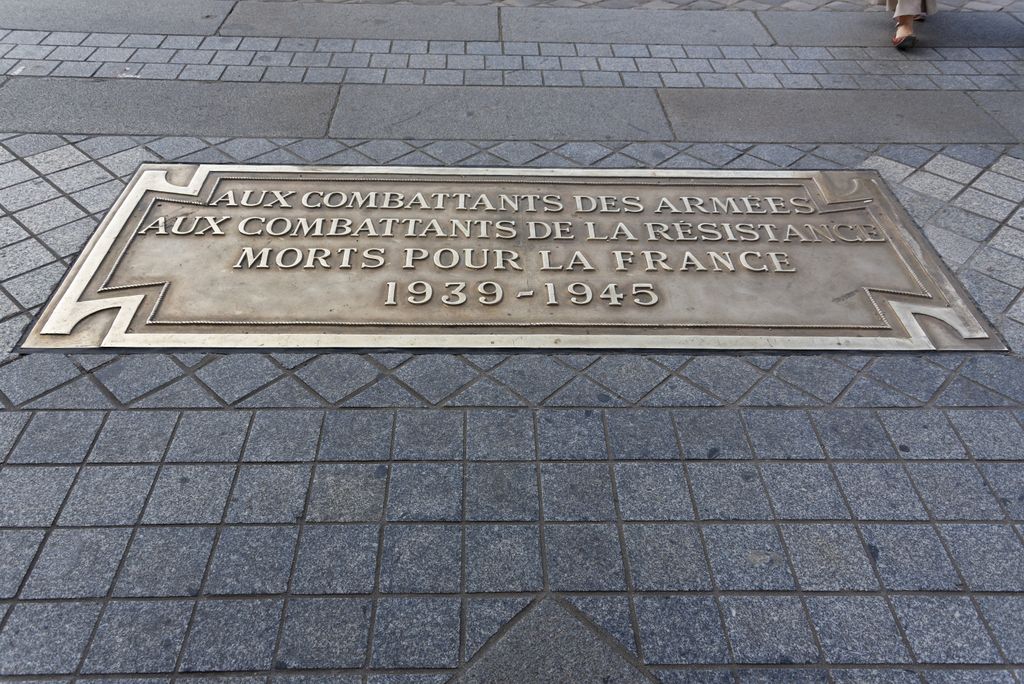 AUX COMBATTANTS DES ARMÉES
AUX COMBATTANTS DE LA RÉSISTANCE
MORTS POUR LA FRANCE
1939-1945